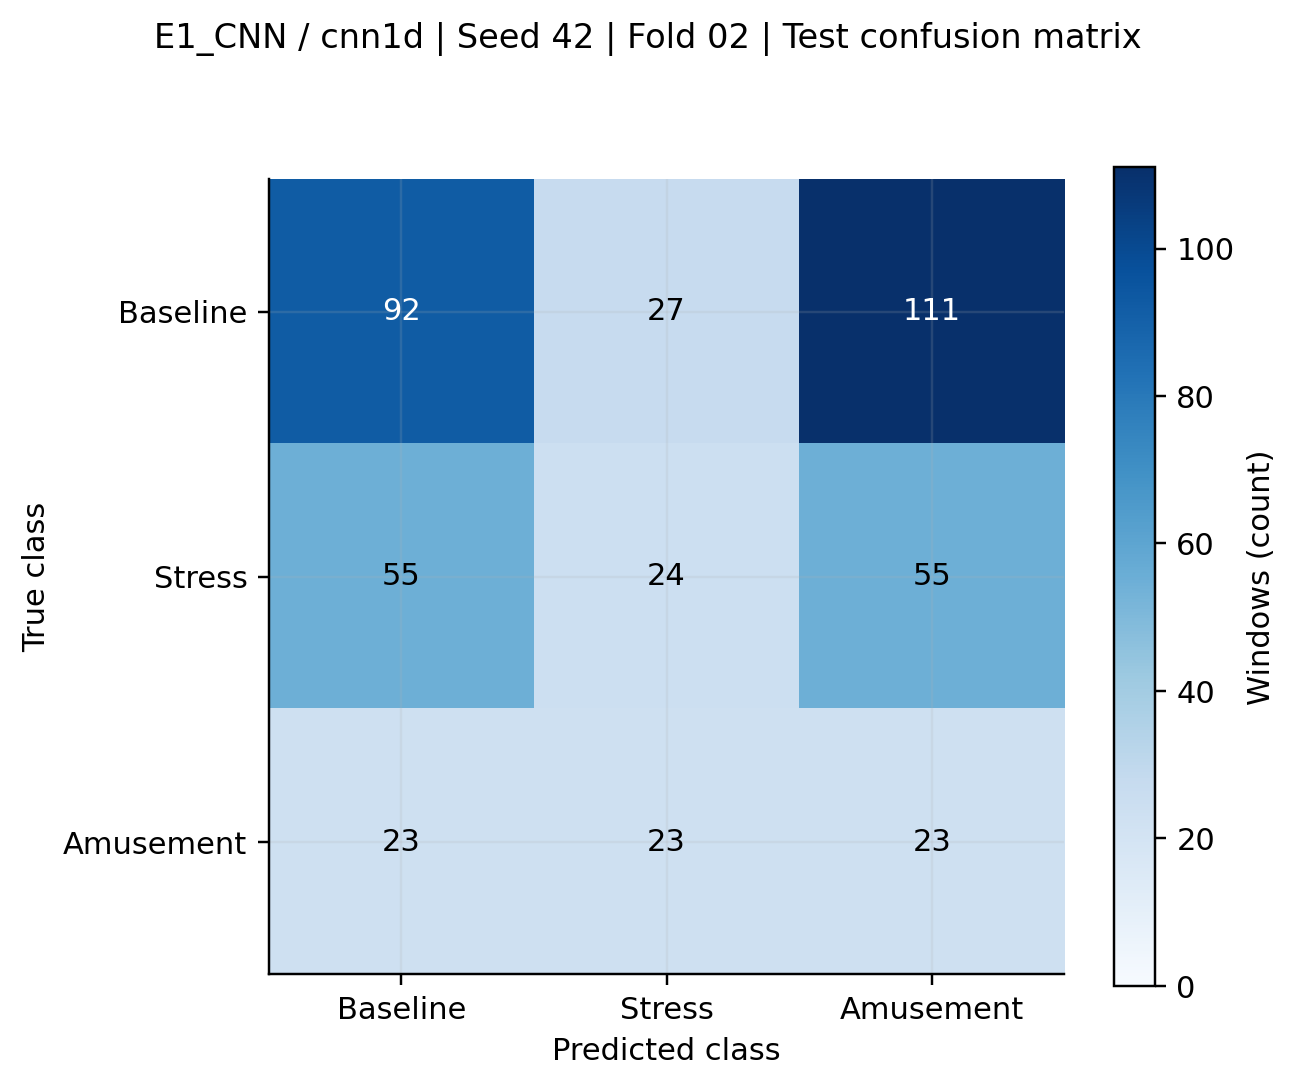 E1_CNN / cnn1d | Seed 42 | Fold 02 | Test confusion matrix
100
80
60
40
20
0
Windows (count)
True class
Baseline
92
27
111
Stress
55
24
55
Amusement
23
23
23
Baseline
Stress
Amusement
Predicted class